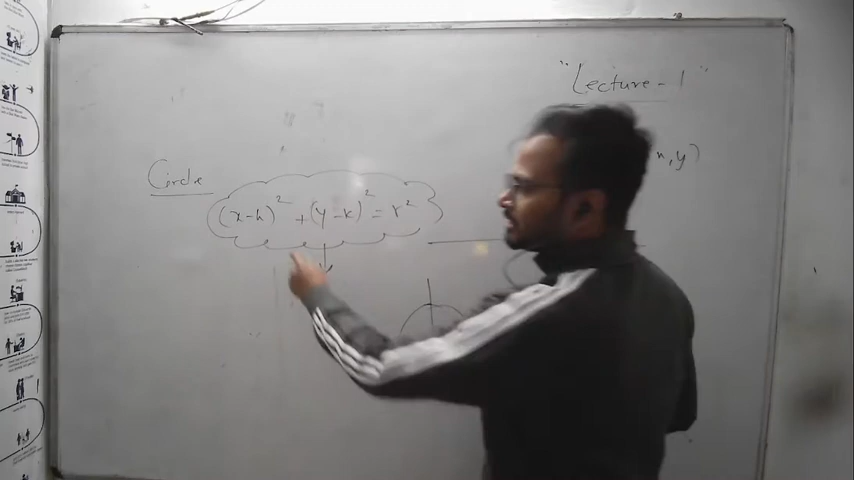 "Lecture-1"
x, y)
Circle
(x-h)² + (y-k)² = r²